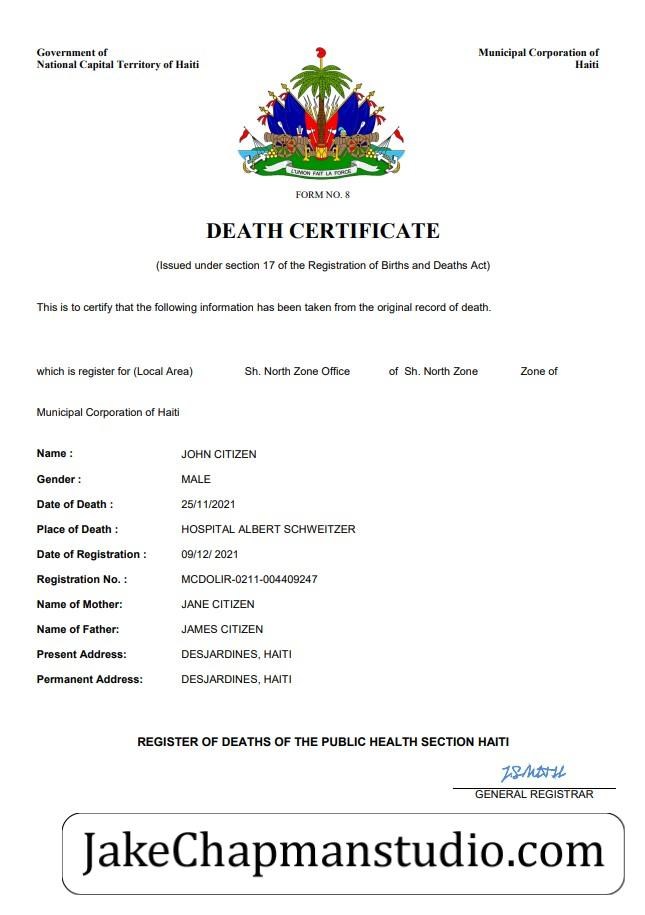 Government of
National Capital Territory of Haiti
Municipal Corporation of
Haiti
L'UNION FAIT LA FORCE
FORM NO. 8
DEATH CERTIFICATE
(Issued under section 17 of the Registration of Births and Deaths Act)
This is to certify that the following information has been taken from the original record of death.
which is register for (Local Area) Sh. North Zone Office of Sh. North Zone Zone of
Municipal Corporation of Haiti
Name : JOHN CITIZEN
Gender : MALE
Date of Death : 25/11/2021
Place of Death : HOSPITAL ALBERT SCHWEITZER
Date of Registration : 09/12/ 2021
Registration No. : MCDOLIR-0211-004409247
Name of Mother: JANE CITIZEN
Name of Father: JAMES CITIZEN
Present Address: DESJARDINES, HAITI
Permanent Address: DESJARDINES, HAITI
REGISTER OF DEATHS OF THE PUBLIC HEALTH SECTION HAITI
GENERAL REGISTRAR
JakeChapmanstudio.com